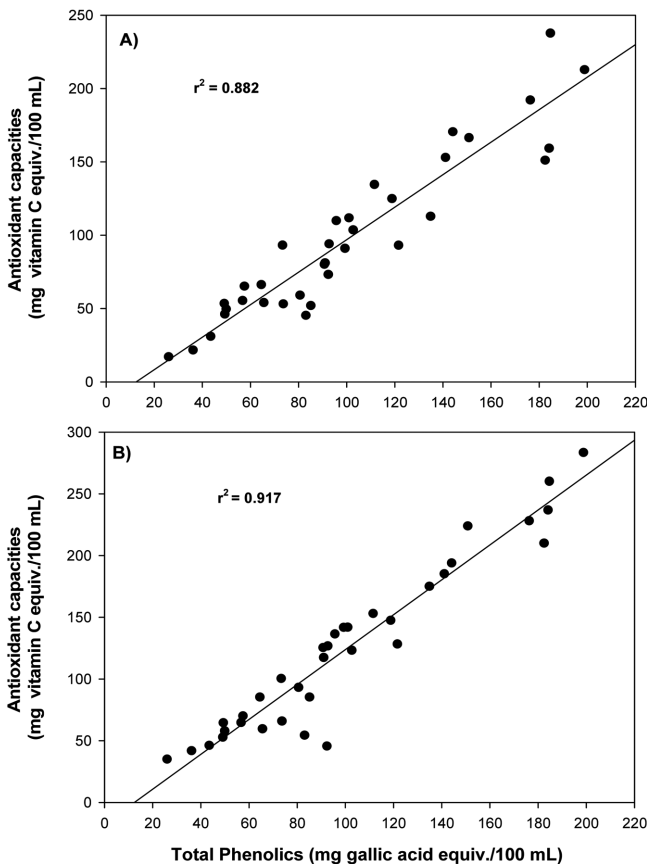 A)
r² = 0.882
Antioxidant capacities
(mg vitamin C equiv./100 mL)
250
200
150
100
50
0
0 20 40 60 80 100 120 140 160 180 200 220
B)
r² = 0.917
Antioxidant capacities
(mg vitamin C equiv./100 mL)
300
250
200
150
100
50
0
0 20 40 60 80 100 120 140 160 180 200 220
Total Phenolics (mg gallic acid equiv./100 mL)